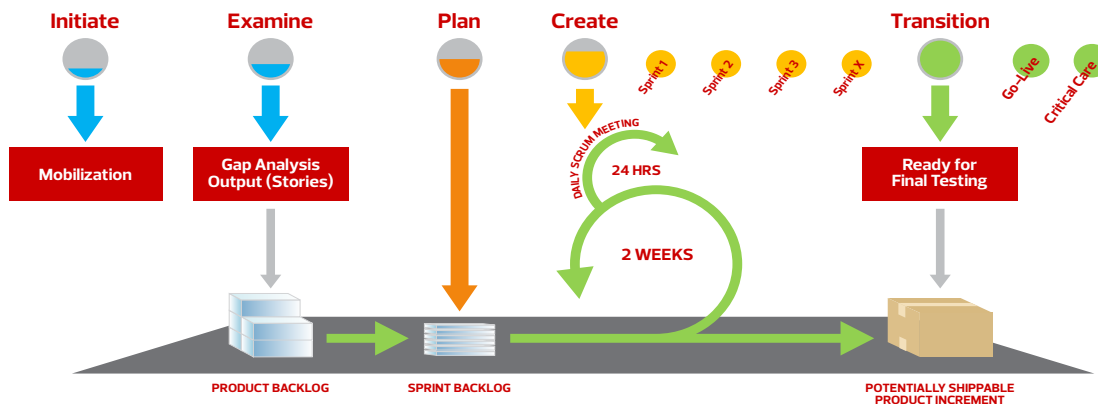 Initiate
Examine
Plan
Create
Transition
Sprint 1
Sprint 2
Sprint 3
Sprint X
Go-Live
Critical Care
Mobilization
Gap Analysis
Output (Stories)
DAILY SCRUM MEETING
24 HRS
2 WEEKS
Ready for
Final Testing
PRODUCT BACKLOG
SPRINT BACKLOG
POTENTIALLY SHIPPABLE
PRODUCT INCREMENT